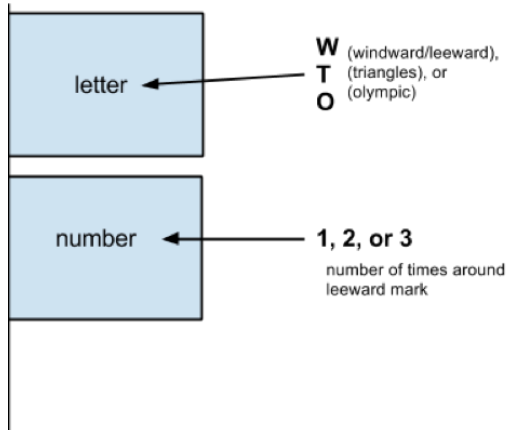 letter
W (windward/leeward),
T (triangles), or
O (olympic)
number
1, 2, or 3
number of times around
leeward mark